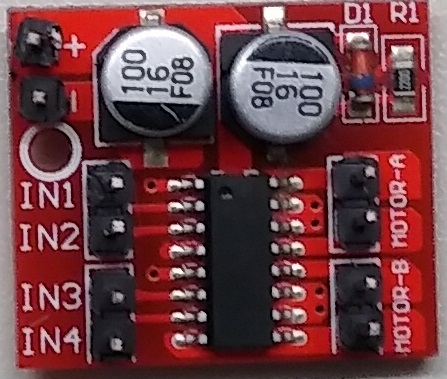 D1 R1
+
-
100
16
F08
100
16
F08
IN1
IN2
IN3
IN4
MOTOR-A
MOTOR-B